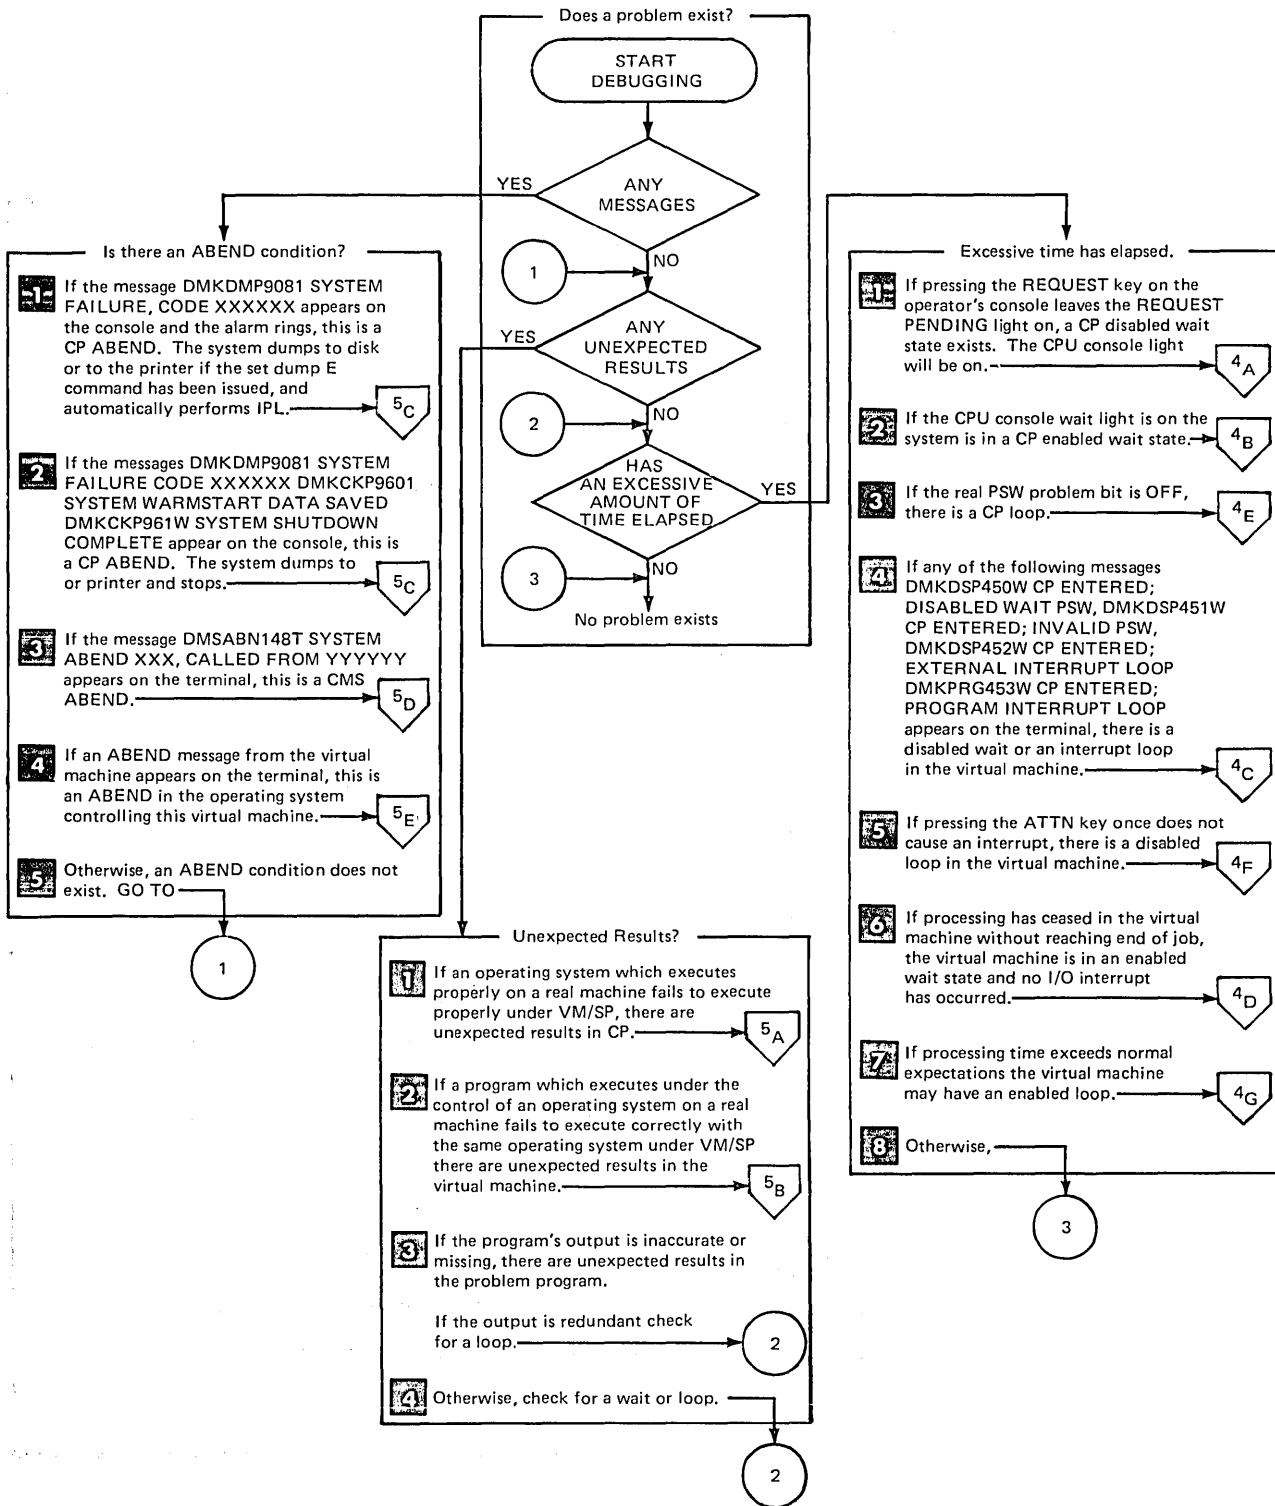 Does a problem exist?
START
DEBUGGING
YES
ANY
MESSAGES
NO
1
YES
ANY
UNEXPECTED
RESULTS
NO
2
HAS
AN EXCESSIVE
AMOUNT OF
TIME ELAPSED
YES
NO
3
No problem exists
Is there an ABEND condition?
1 If the message DMKDMP9081 SYSTEM
FAILURE, CODE XXXXXX appears on
the console and the alarm rings, this is a
CP ABEND. The system dumps to disk
or to the printer if the set dump E
command has been issued, and
automatically performs IPL. 5C
2 If the messages DMKDMP9081 SYSTEM
FAILURE CODE XXXXXX DMKCKP9601
SYSTEM WARMSTART DATA SAVED
DMKCKP961W SYSTEM SHUTDOWN
COMPLETE appear on the console, this is
a CP ABEND. The system dumps to
or printer and stops. 5C
3 If the message DMSABN148T SYSTEM
ABEND XXX, CALLED FROM YYYYYY
appears on the terminal, this is a CMS
ABEND. 5D
4 If an ABEND message from the virtual
machine appears on the terminal, this is
an ABEND in the operating system
controlling this virtual machine. 5E
5 Otherwise, an ABEND condition does not
exist. GO TO
1
Unexpected Results?
1 If an operating system which executes
properly on a real machine fails to execute
properly under VM/SP, there are
unexpected results in CP. 5A
2 If a program which executes under the
control of an operating system on a real
machine fails to execute correctly with
the same operating system under VM/SP
there are unexpected results in the
virtual machine. 5B
3 If the program's output is inaccurate or
missing, there are unexpected results in
the problem program.
If the output is redundant check
for a loop. 2
4 Otherwise, check for a wait or loop.
2
Excessive time has elapsed.
1 If pressing the REQUEST key on the
operator's console leaves the REQUEST
PENDING light on, a CP disabled wait
state exists. The CPU console light
will be on. 4A
2 If the CPU console wait light is on the
system is in a CP enabled wait state. 4B
3 If the real PSW problem bit is OFF,
there is a CP loop. 4E
4 If any of the following messages
DMKDSP450W CP ENTERED;
DISABLED WAIT PSW, DMKDSP451W
CP ENTERED; INVALID PSW,
DMKDSP452W CP ENTERED;
EXTERNAL INTERRUPT LOOP
DMKPRG453W CP ENTERED;
PROGRAM INTERRUPT LOOP
appears on the terminal, there is a
disabled wait or an interrupt loop
in the virtual machine. 4C
5 If pressing the ATTN key once does not
cause an interrupt, there is a disabled
loop in the virtual machine. 4F
6 If processing has ceased in the virtual
machine without reaching end of job,
the virtual machine is in an enabled
wait state and no I/O interrupt
has occurred. 4D
7 If processing time exceeds normal
expectations the virtual machine
may have an enabled loop. 4G
8 Otherwise,
3